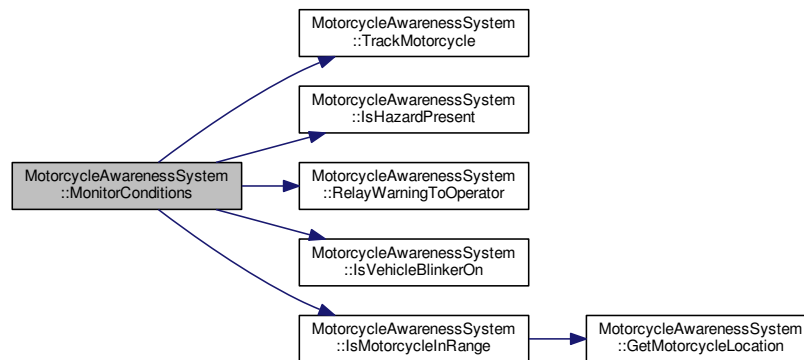 MotorcycleAwarenessSystem
::MonitorConditions
MotorcycleAwarenessSystem
::TrackMotorcycle
MotorcycleAwarenessSystem
::IsHazardPresent
MotorcycleAwarenessSystem
::RelayWarningToOperator
MotorcycleAwarenessSystem
::IsVehicleBlinkerOn
MotorcycleAwarenessSystem
::IsMotorcycleInRange
MotorcycleAwarenessSystem
::GetMotorcycleLocation